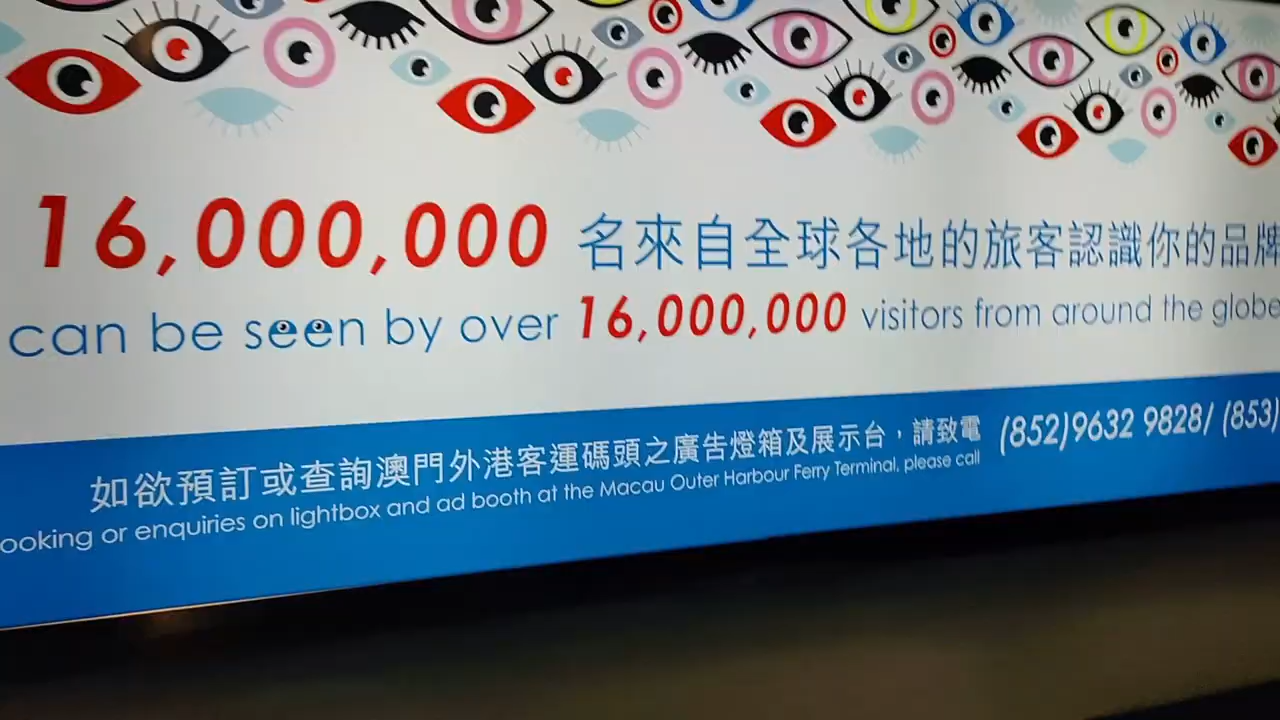 16,000,000 名來自全球各地的旅客認識你的品牌
can be seen by over 16,000,000 visitors from around the globe
如欲預訂或查詢澳門外港客運碼頭之廣告燈箱及展示台，請致電 (852)9632 9828/ (853)
ooking or enquiries on lightbox and ad booth at the Macau Outer Harbour Ferry Terminal, please call